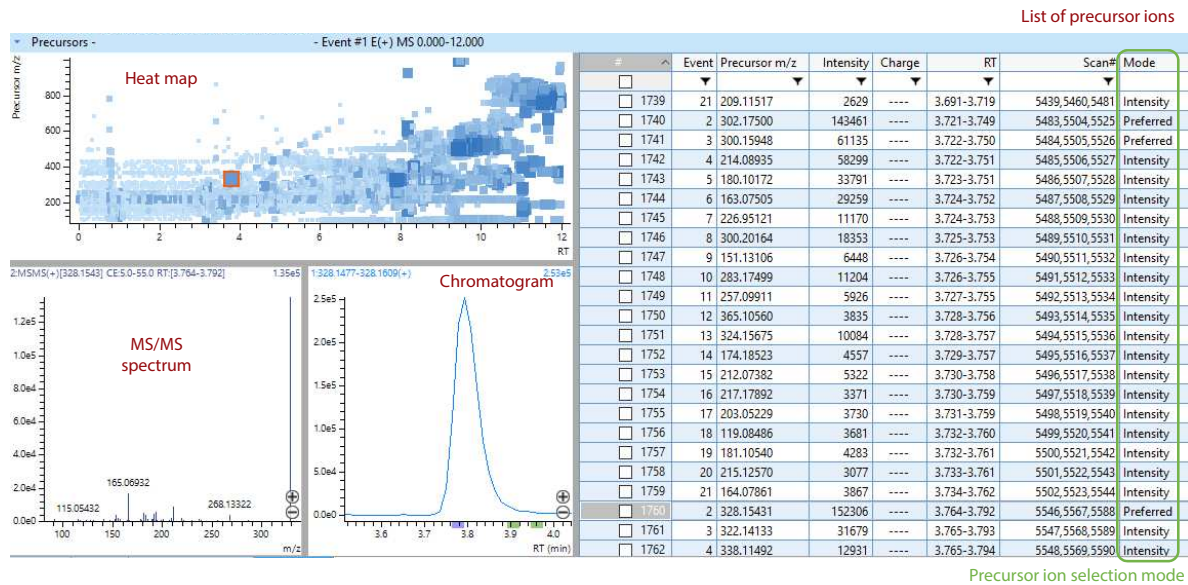 List of precursor ions
Precursors - - Event #1 E(+) MS 0.000-12.000
Heat map
Precursor m/z
800
600
400
200
0 2 4 6 8 10 12
RT
2:MSMS(+)[328.1543] CE:5.0-55.0 RT:[3.764-3.792] 1.35e5
MS/MS
spectrum
1.2e5
1.0e5
8.0e4
6.0e4
4.0e4
2.0e4
0.0e0
115.05432
165.06932
268.13322
100 150 200 250 300
m/z
1:328.1477-328.1609(+) 2.53e5
Chromatogram
2.5e5
2.0e5
1.5e5
1.0e5
5.0e4
0.0e0
3.6 3.7 3.8 3.9 4.0
RT (min)
# Event Precursor m/z Intensity Charge RT Scan# Mode
1739 21 209.11517 2629 ---- 3.691-3.719 5439,5460,5481 Intensity
1740 2 302.17500 143461 ---- 3.721-3.749 5483,5504,5525 Preferred
1741 3 300.15948 61135 ---- 3.722-3.750 5484,5505,5526 Preferred
1742 4 214.08935 58299 ---- 3.722-3.751 5485,5506,5527 Intensity
1743 5 180.10172 33791 ---- 3.723-3.751 5486,5507,5528 Intensity
1744 6 163.07505 29259 ---- 3.724-3.752 5487,5508,5529 Intensity
1745 7 226.95121 11170 ---- 3.724-3.753 5488,5509,5530 Intensity
1746 8 300.20164 18353 ---- 3.725-3.753 5489,5510,5531 Intensity
1747 9 151.13106 6448 ---- 3.726-3.754 5490,5511,5532 Intensity
1748 10 283.17499 11204 ---- 3.726-3.755 5491,5512,5533 Intensity
1749 11 257.09911 5926 ---- 3.727-3.755 5492,5513,5534 Intensity
1750 12 365.10560 3835 ---- 3.728-3.756 5493,5514,5535 Intensity
1751 13 324.15675 10084 ---- 3.728-3.757 5494,5515,5536 Intensity
1752 14 174.18523 4557 ---- 3.729-3.757 5495,5516,5537 Intensity
1753 15 212.07382 5322 ---- 3.730-3.758 5496,5517,5538 Intensity
1754 16 217.17892 3371 ---- 3.730-3.759 5497,5518,5539 Intensity
1755 17 203.05229 3730 ---- 3.731-3.759 5498,5519,5540 Intensity
1756 18 119.08486 3681 ---- 3.732-3.760 5499,5520,5541 Intensity
1757 19 181.10540 4283 ---- 3.732-3.761 5500,5521,5542 Intensity
1758 20 215.12570 3077 ---- 3.733-3.761 5501,5522,5543 Intensity
1759 21 164.07861 3867 ---- 3.734-3.762 5502,5523,5544 Intensity
1760 2 328.15431 152306 ---- 3.764-3.792 5546,5567,5588 Preferred
1761 3 322.14133 31679 ---- 3.765-3.793 5547,5568,5589 Intensity
1762 4 338.11492 12931 ---- 3.765-3.794 5548,5569,5590 Intensity
Precursor ion selection mode